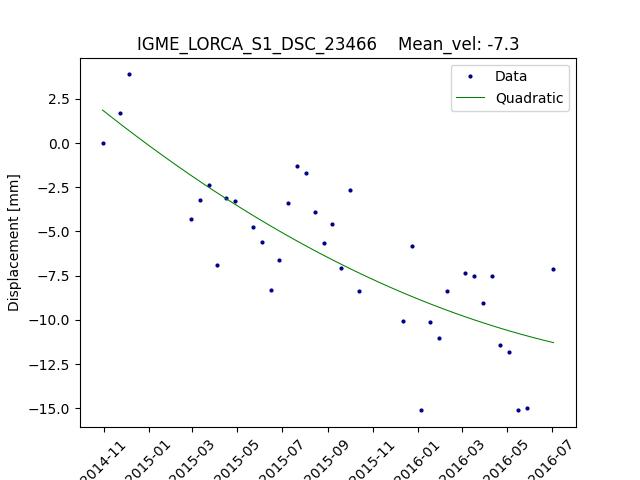 IGME_LORCA_S1_DSC_23466    Mean_vel: -7.3
Data
Quadratic
Displacement [mm]
2.5
0.0
−2.5
−5.0
−7.5
−10.0
−12.5
−15.0
2014-11 2015-01 2015-03 2015-05 2015-07 2015-09 2015-11 2016-01 2016-03 2016-05 2016-07